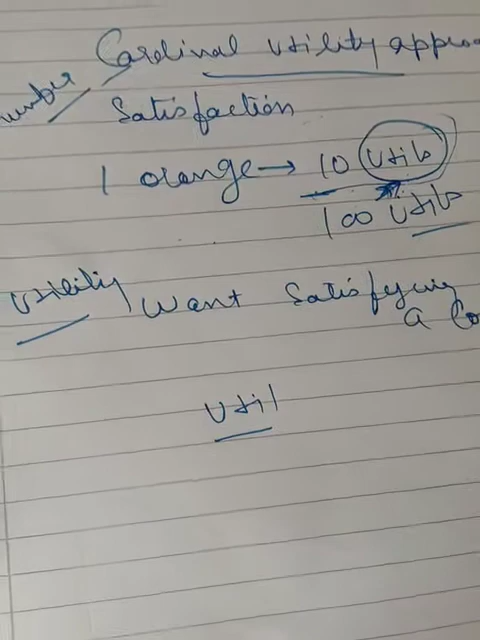 Cardinal utility approa
number
Satisfaction
1 orange → 10 utils
100 utils
Utility Want Satisfying
a Co
Util